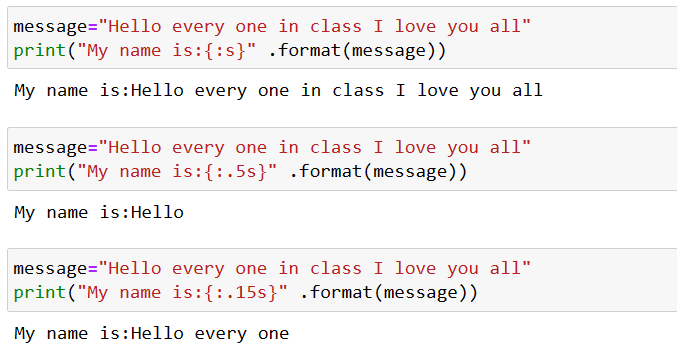 message="Hello every one in class I love you all"
print("My name is:{:s}" .format(message))
My name is:Hello every one in class I love you all
message="Hello every one in class I love you all"
print("My name is:{:.5s}" .format(message))
My name is:Hello
message="Hello every one in class I love you all"
print("My name is:{:.15s}" .format(message))
My name is:Hello every one